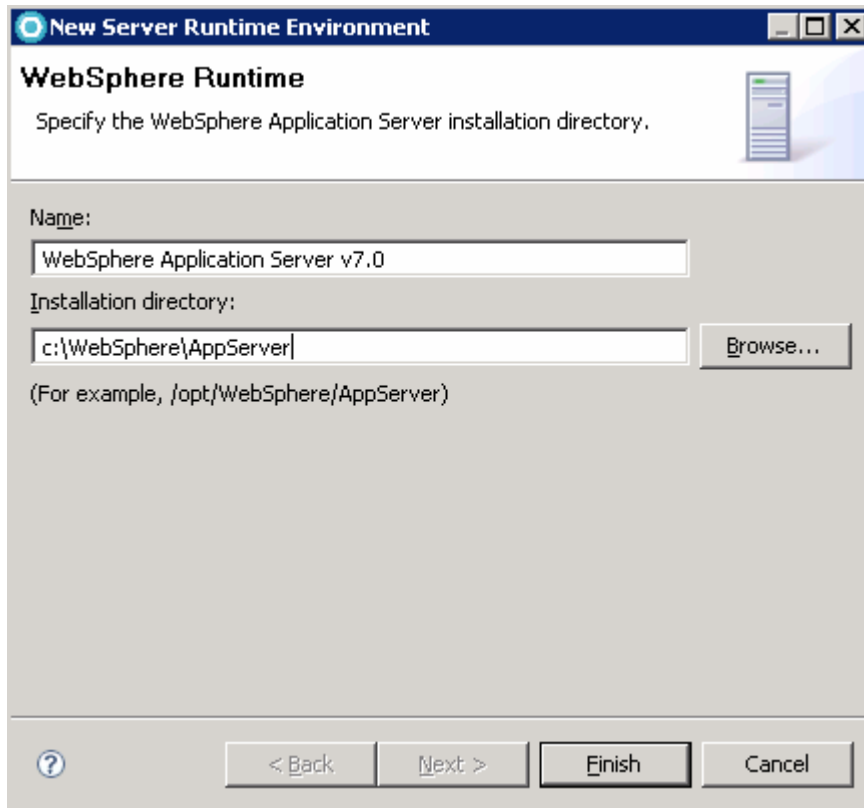 New Server Runtime Environment
WebSphere Runtime
Specify the WebSphere Application Server installation directory.
Name:
WebSphere Application Server v7.0
Installation directory:
c:\WebSphere\AppServer
Browse...
(For example, /opt/WebSphere/AppServer)
? < Back Next > Finish Cancel